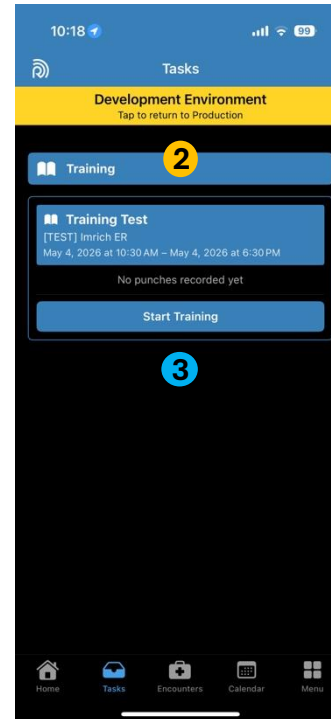 10:18
99
Tasks
Development Environment
Tap to return to Production
Training
2
Training Test
[TEST] Imrich ER
May 4, 2026 at 10:30 AM – May 4, 2026 at 6:30 PM
No punches recorded yet
Start Training
3
Home Tasks Encounters Calendar Menu